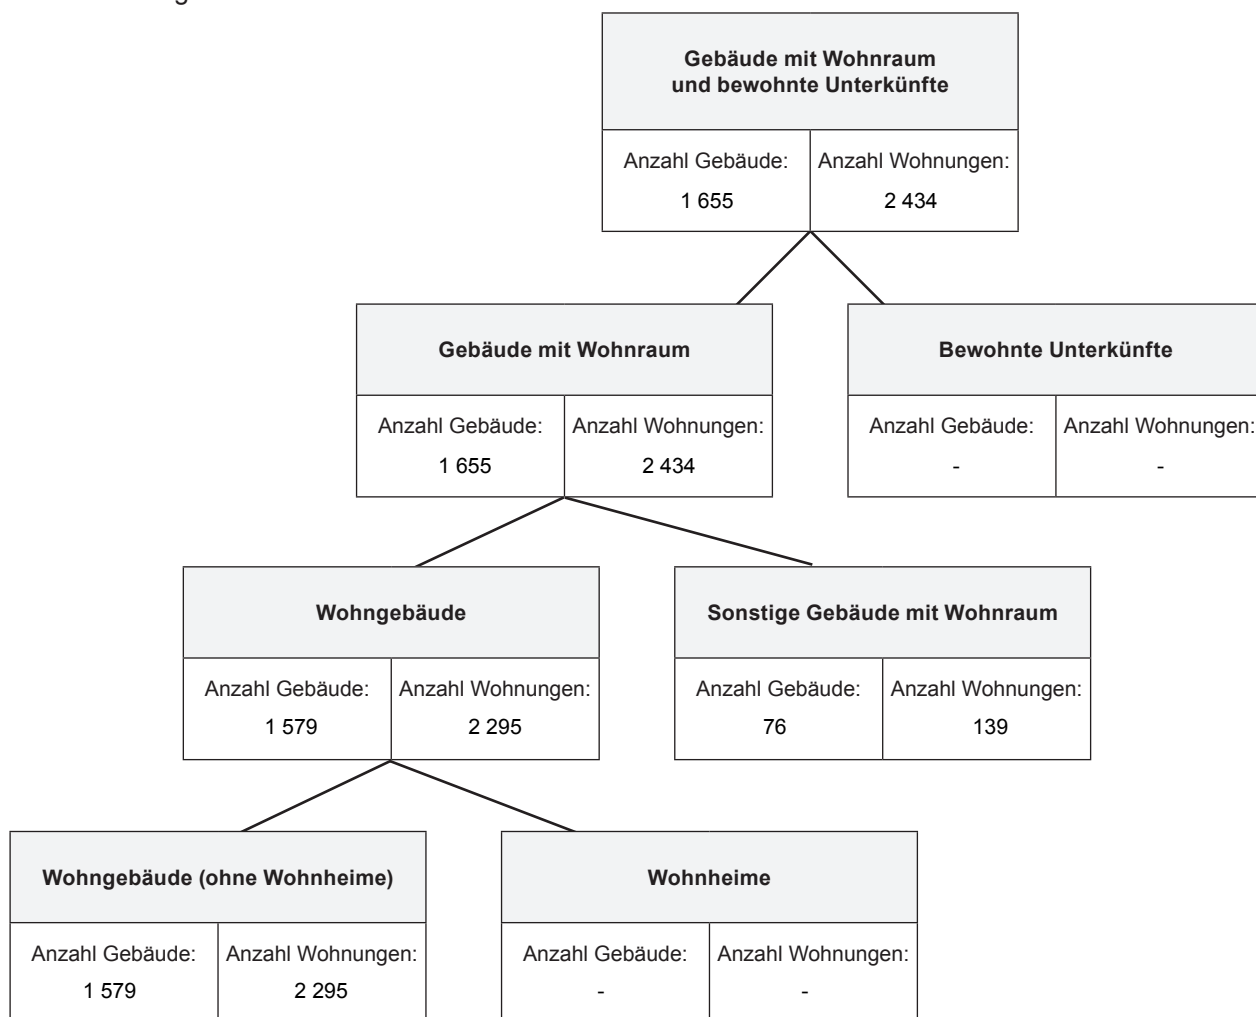 Gebäude mit Wohnraum
und bewohnte Unterkünfte
Anzahl Gebäude: Anzahl Wohnungen:
1 655 2 434
Gebäude mit Wohnraum Bewohnte Unterkünfte
Anzahl Gebäude: Anzahl Wohnungen: Anzahl Gebäude: Anzahl Wohnungen:
1 655 2 434 - -
Wohngebäude Sonstige Gebäude mit Wohnraum
Anzahl Gebäude: Anzahl Wohnungen: Anzahl Gebäude: Anzahl Wohnungen:
1 579 2 295 76 139
Wohngebäude (ohne Wohnheime) Wohnheime
Anzahl Gebäude: Anzahl Wohnungen: Anzahl Gebäude: Anzahl Wohnungen:
1 579 2 295 - -